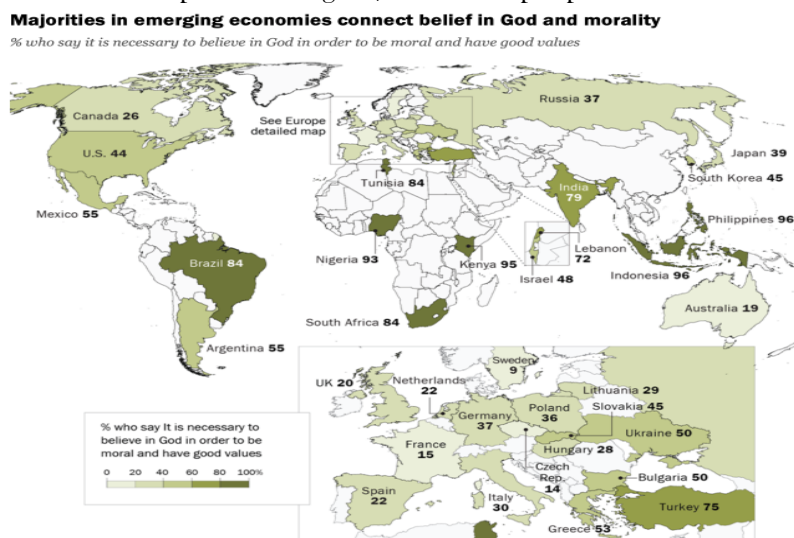 Majorities in emerging economies connect belief in God and morality
% who say it is necessary to believe in God in order to be moral and have good values
Canada 26
Russia 37
See Europe
detailed map
U.S. 44
Japan 39
South Korea 45
Tunisia 84
India
79
Mexico 55
Philippines 96
Nigeria 93
Kenya 95
Lebanon
72
Israel 48
Indonesia 96
Brazil 84
Australia 19
South Africa 84
Argentina 55
Sweden
9
UK 20
Netherlands
22
Lithuania 29
Slovakia 45
Poland
36
Germany
37
Ukraine 50
France
15
Hungary 28
Czech
Rep.
14
Bulgaria 50
Spain
22
Italy
30
Turkey 75
Greece 53
% who say It is necessary to
believe in God in order to be
moral and have good values
0 20 40 60 80 100%